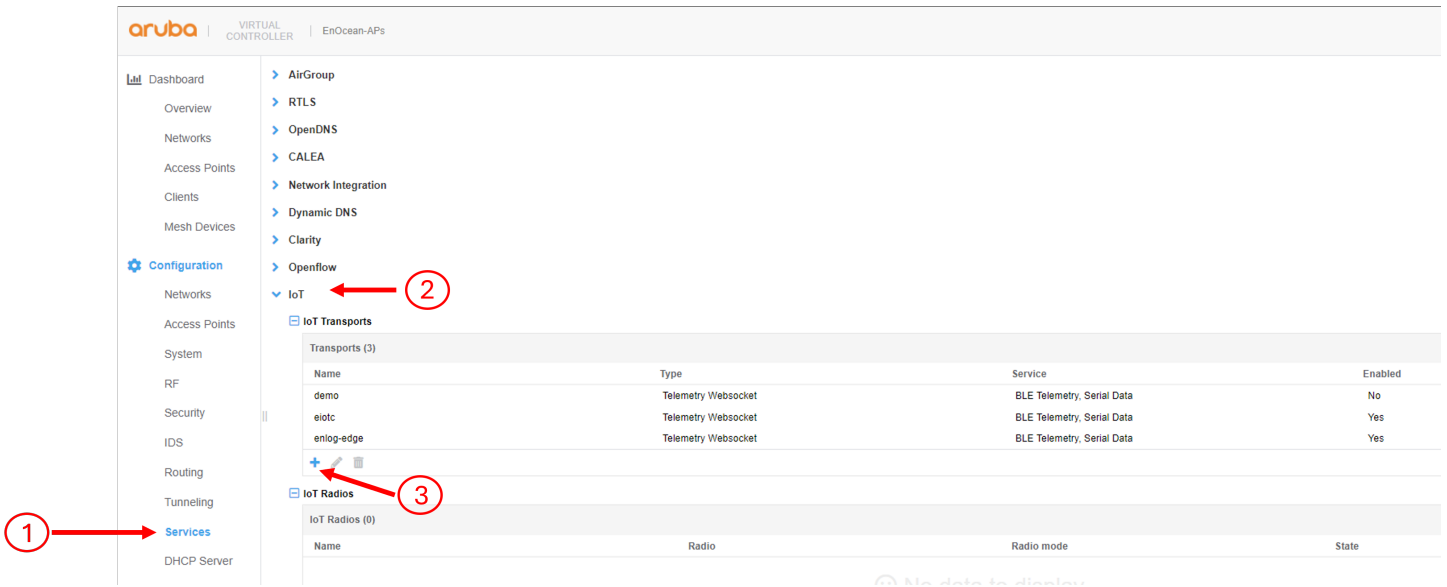 aruba VIRTUAL CONTROLLER EnOcean-APs
Dashboard
Overview
Networks
Access Points
Clients
Mesh Devices
Configuration
Networks
Access Points
System
RF
Security
IDS
Routing
Tunneling
1 Services
DHCP Server
AirGroup
RTLS
OpenDNS
CALEA
Network Integration
Dynamic DNS
Clarity
Openflow
IoT 2
IoT Transports
Transports (3)
Name Type Service Enabled
demo Telemetry Websocket BLE Telemetry, Serial Data No
eiotc Telemetry Websocket BLE Telemetry, Serial Data Yes
enlog-edge Telemetry Websocket BLE Telemetry, Serial Data Yes
3
IoT Radios
IoT Radios (0)
Name Radio Radio mode State
No data to display